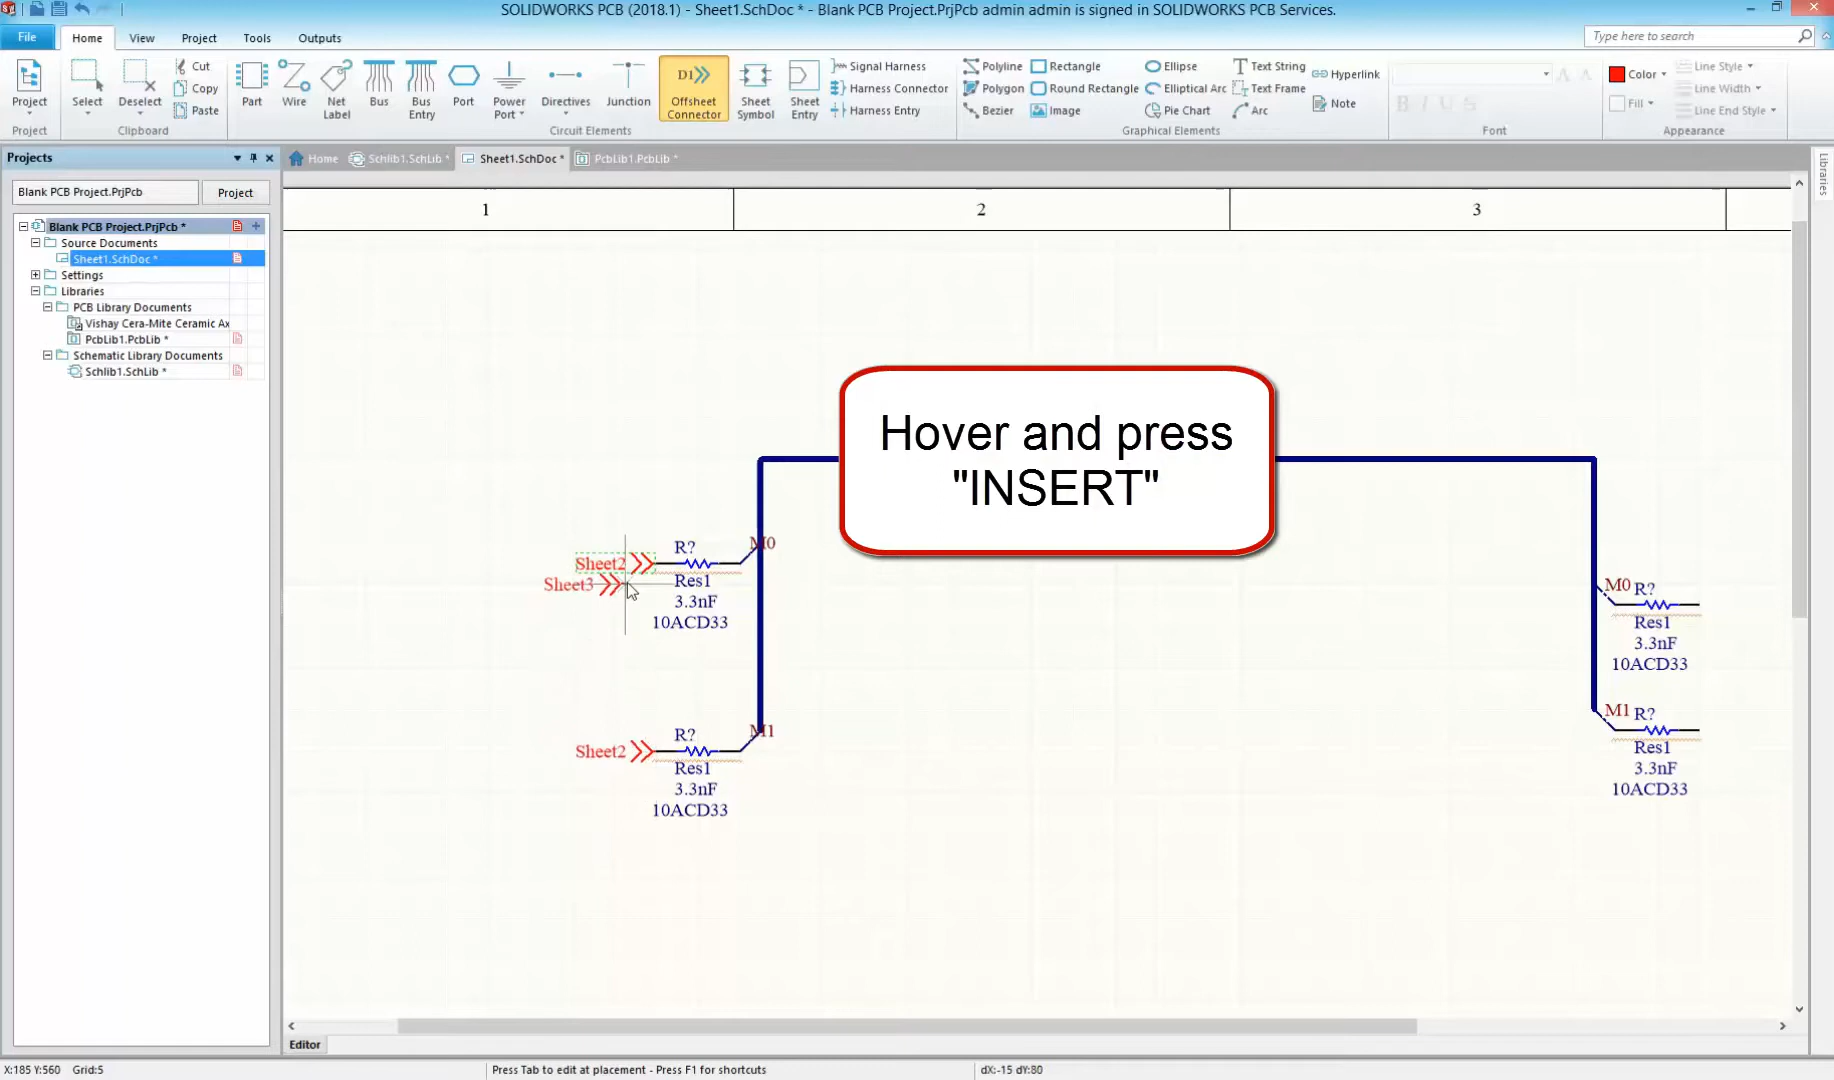 SOLIDWORKS PCB (2018.1) - Sheet1.SchDoc * - Blank PCB Project.PrjPcb admin admin is signed in SOLIDWORKS PCB Services.
File
Home
View
Project
Tools
Outputs
Type here to search
Project
Project
Select
Deselect
Cut
Copy
Paste
Clipboard
Part
Wire
Net
Label
Bus
Bus
Entry
Port
Power
Port
Directives
Junction
D1
Offsheet
Connector
Sheet
Symbol
Sheet
Entry
Signal Harness
Harness Connector
Harness Entry
Circuit Elements
Polyline
Polygon
Bezier
Rectangle
Round Rectangle
Image
Ellipse
Elliptical Arc
Pie Chart
Text String
Text Frame
Arc
Hyperlink
Note
Graphical Elements
A A
B I U S
Font
Color
Fill
Line Style
Line Width
Line End Style
Appearance
Projects
Home
Schlib1.SchLib *
Sheet1.SchDoc *
PcbLib1.PcbLib *
Libraries
Blank PCB Project.PrjPcb
Project
Blank PCB Project.PrjPcb *
Source Documents
Sheet1.SchDoc *
Settings
Libraries
PCB Library Documents
Vishay Cera-Mite Ceramic Ax
PcbLib1.PcbLib *
Schematic Library Documents
Schlib1.SchLib *
1
2
3
Hover and press
"INSERT"
Sheet2
Sheet3
R?
M0
Res1
3.3nF
10ACD33
Sheet2
R?
M1
Res1
3.3nF
10ACD33
M0
R?
Res1
3.3nF
10ACD33
M1
R?
Res1
3.3nF
10ACD33
Editor
X:185 Y:560 Grid:5
Press Tab to edit at placement - Press F1 for shortcuts
dX:-15 dY:80